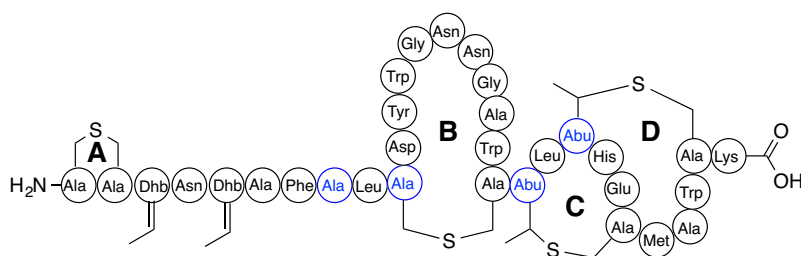 Gly Asn Asn
Trp Gly S
Tyr Ala
S B Abu D O
A Asp Trp Leu His Ala Lys
H₂N Ala Ala Dhb Asn Dhb Ala Phe Ala Leu Ala Ala Abu Glu Trp OH
C
Ala Met Ala
S S